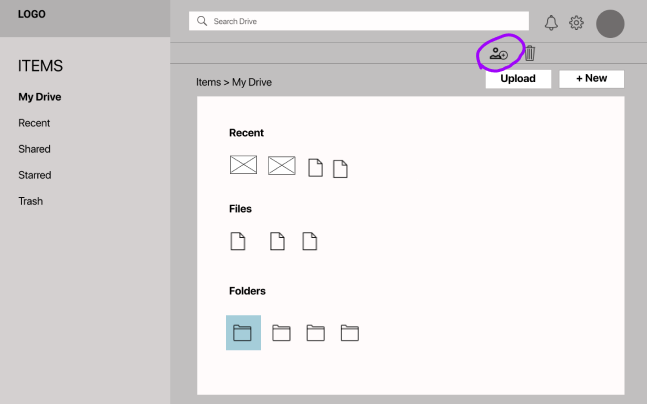 LOGO
Search Drive
ITEMS
My Drive
Recent
Shared
Starred
Trash
Items > My Drive
Upload
+ New
Recent
Files
Folders